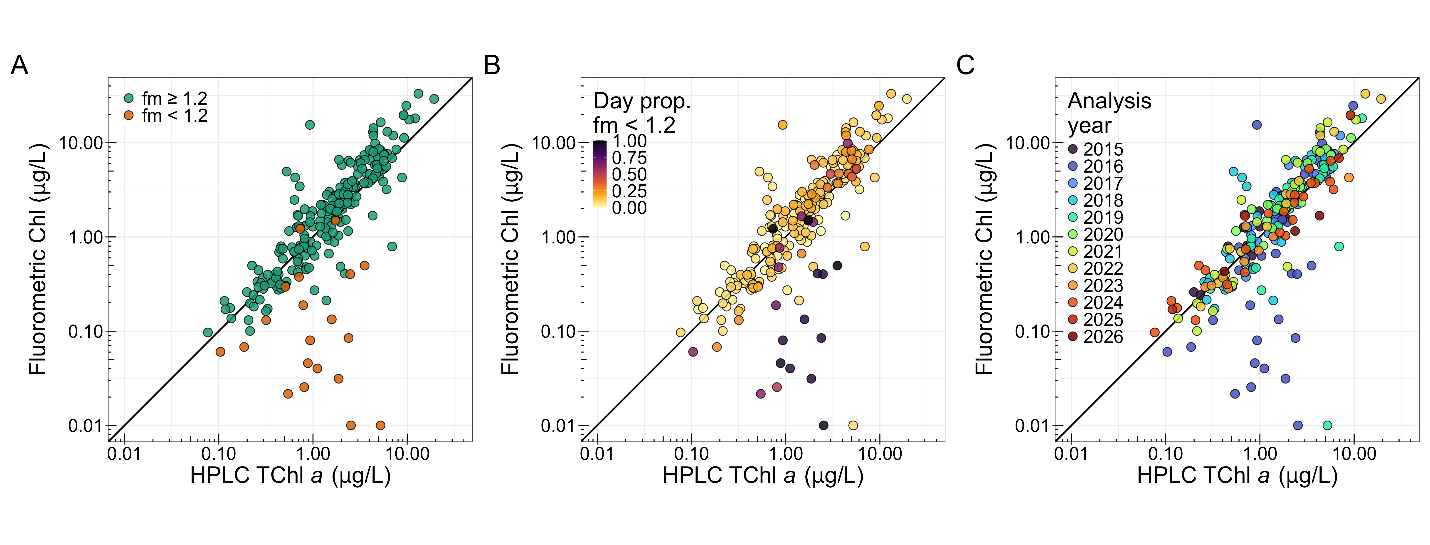 A
fm ≥ 1.2
fm < 1.2
10.00
1.00
0.10
0.01
Fluorometric Chl (µg/L)
0.01
0.10
1.00
10.00
HPLC TChl a (µg/L)
B
Day prop.
fm < 1.2
1.00
0.75
0.50
0.25
0.00
10.00
1.00
0.10
0.01
Fluorometric Chl (µg/L)
0.01
0.10
1.00
10.00
HPLC TChl a (µg/L)
C
Analysis
year
2015
2016
2017
2018
2019
2020
2021
2022
2023
2024
2025
2026
10.00
1.00
0.10
0.01
Fluorometric Chl (µg/L)
0.01
0.10
1.00
10.00
HPLC TChl a (µg/L)